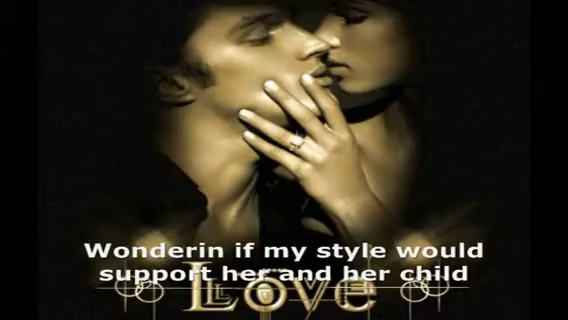 Wonderin if my style would
support her and her child
Love